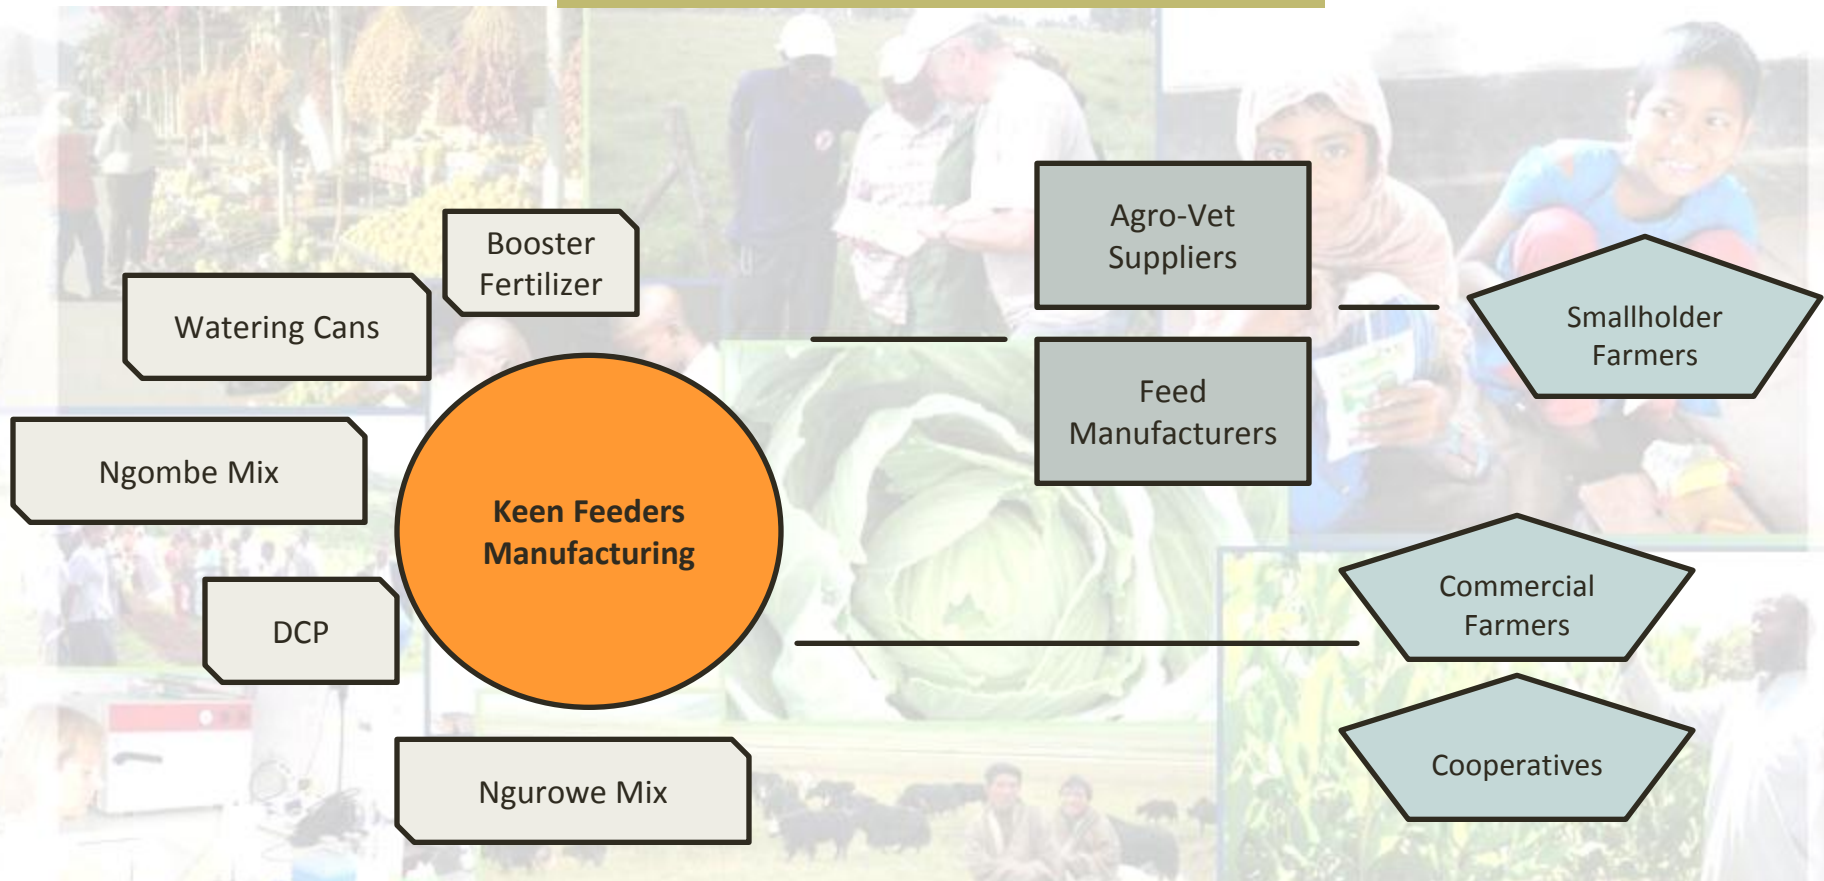 Booster
Fertilizer
Watering Cans
Ngombe Mix
DCP
Ngurowe Mix
Keen Feeders
Manufacturing
Agro-Vet
Suppliers
Feed
Manufacturers
Smallholder
Farmers
Commercial
Farmers
Cooperatives